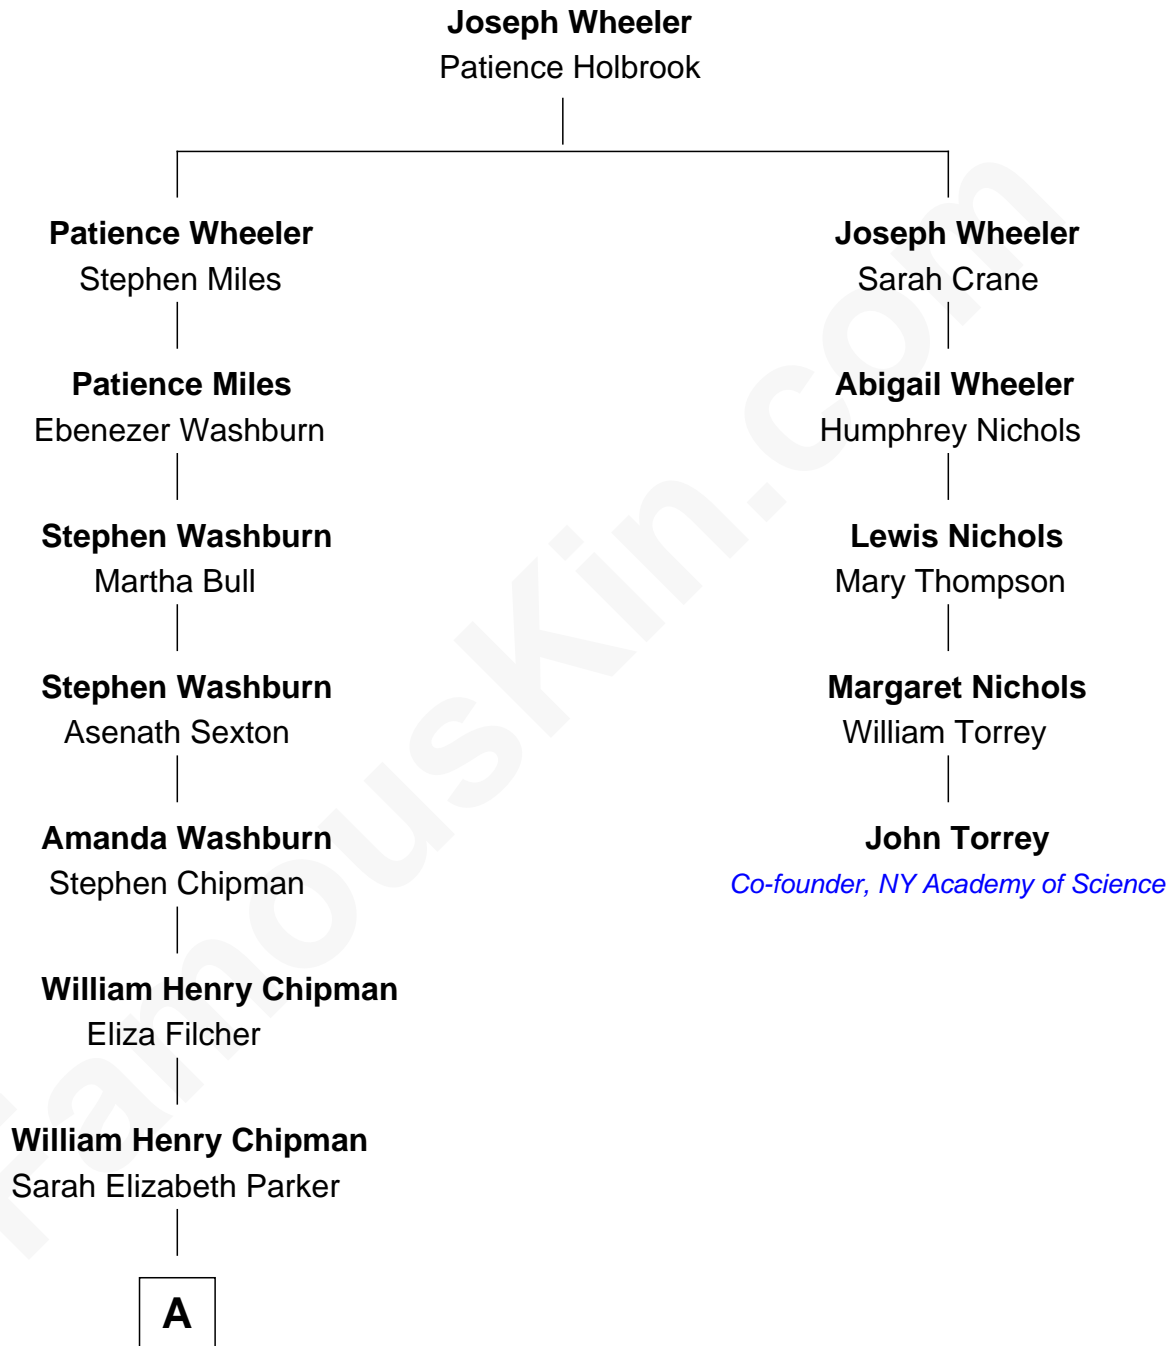 Joseph Wheeler
Patience Holbrook
Patience Wheeler
Stephen Miles
Joseph Wheeler
Sarah Crane
Patience Miles
Ebenezer Washburn
Abigail Wheeler
Humphrey Nichols
Stephen Washburn
Martha Bull
Lewis Nichols
Mary Thompson
Stephen Washburn
Asenath Sexton
Margaret Nichols
William Torrey
Amanda Washburn
Stephen Chipman
John Torrey
Co-founder, NY Academy of Science
William Henry Chipman
Eliza Filcher
William Henry Chipman
Sarah Elizabeth Parker
A
FamousKin.com